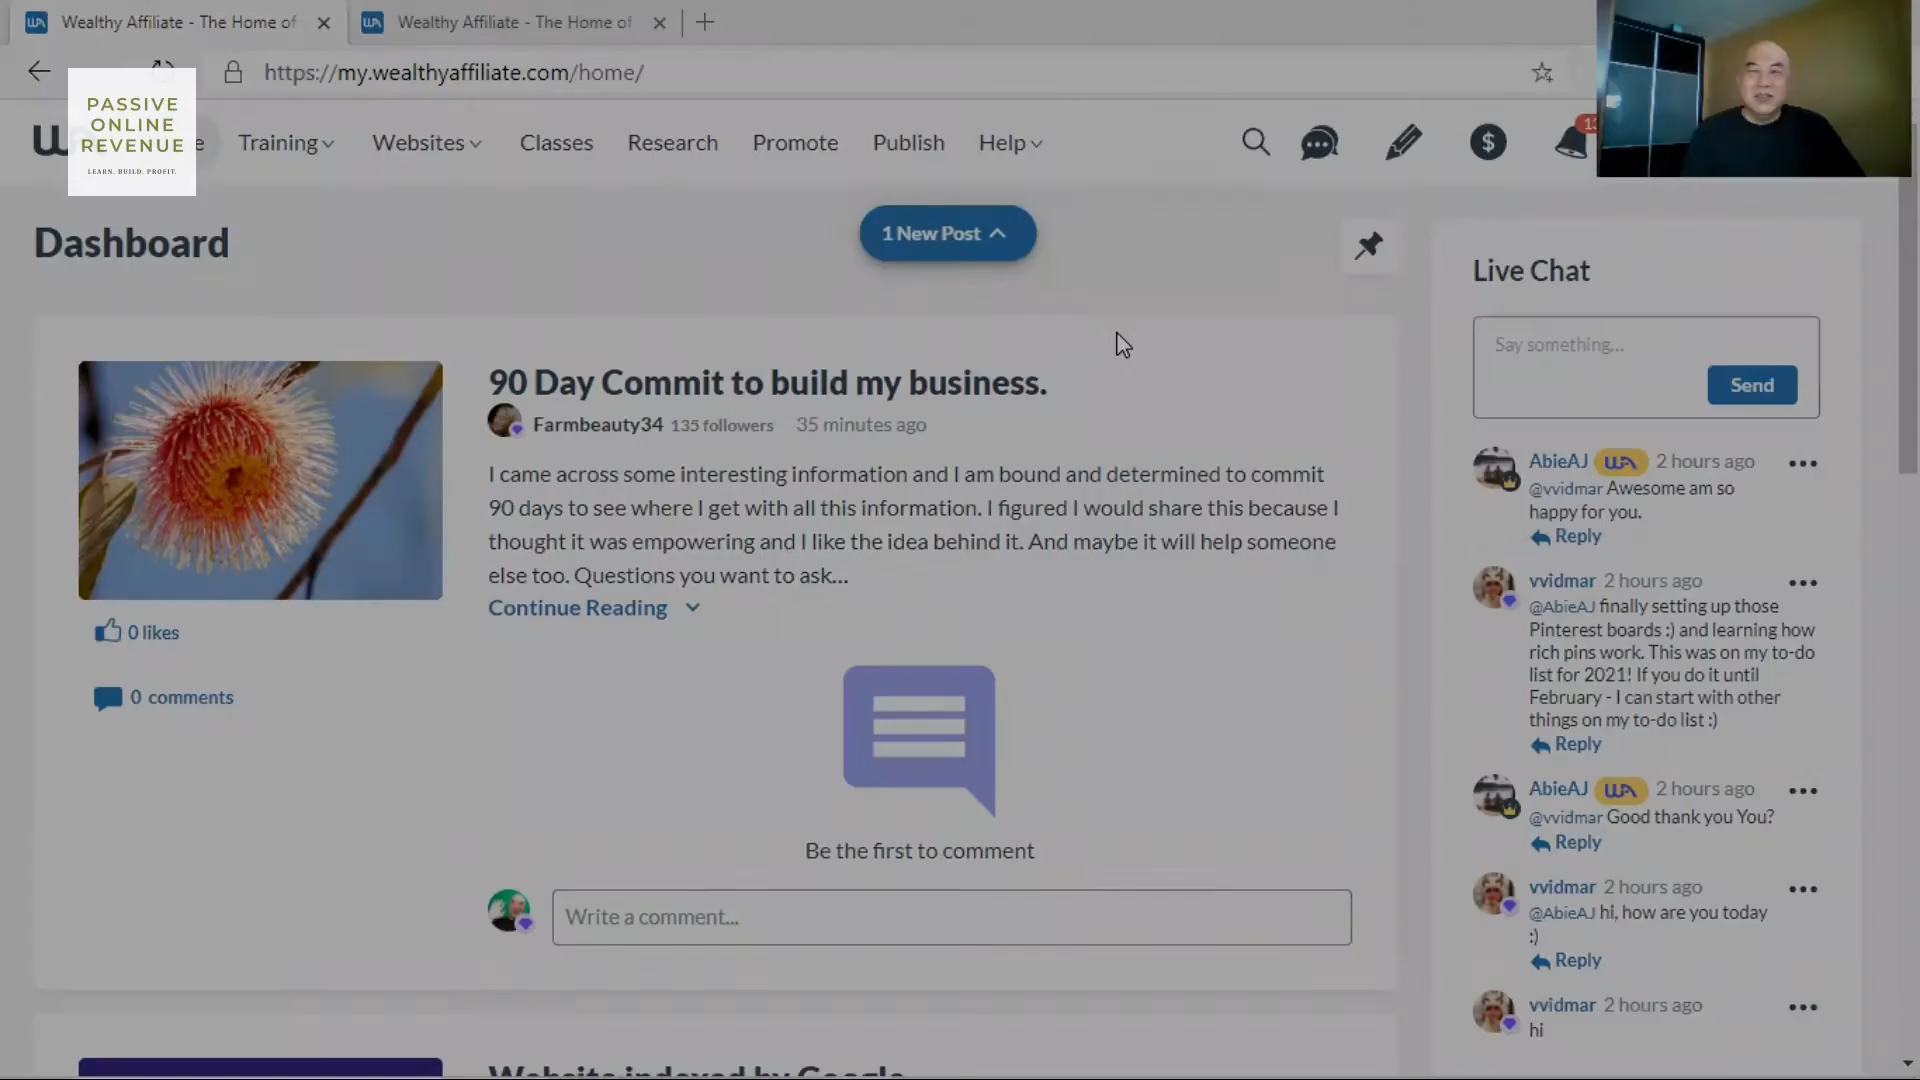 Wealthy Affiliate - The Home of
Wealthy Affiliate - The Home of
https://my.wealthyaffiliate.com/home/
PASSIVE
ONLINE
REVENUE
LEARN. BUILD. PROFIT.
Training
Websites
Classes
Research
Promote
Publish
Help
Dashboard
1 New Post
90 Day Commit to build my business.
Farmbeauty34 135 followers 35 minutes ago
I came across some interesting information and I am bound and determined to commit
90 days to see where I get with all this information. I figured I would share this because I
thought it was empowering and I like the idea behind it. And maybe it will help someone
else too. Questions you want to ask...
Continue Reading
0 likes
0 comments
Be the first to comment
Write a comment...
Website indexed by Google
Live Chat
Say something...
Send
AbieAJ WA 2 hours ago
@vvidmar Awesome am so
happy for you.
Reply
vvidmar 2 hours ago
@AbieAJ finally setting up those
Pinterest boards :) and learning how
rich pins work. This was on my to-do
list for 2021! If you do it until
February - I can start with other
things on my to-do list :)
Reply
AbieAJ WA 2 hours ago
@vvidmar Good thank you You?
Reply
vvidmar 2 hours ago
@AbieAJ hi, how are you today
:)
Reply
vvidmar 2 hours ago
hi